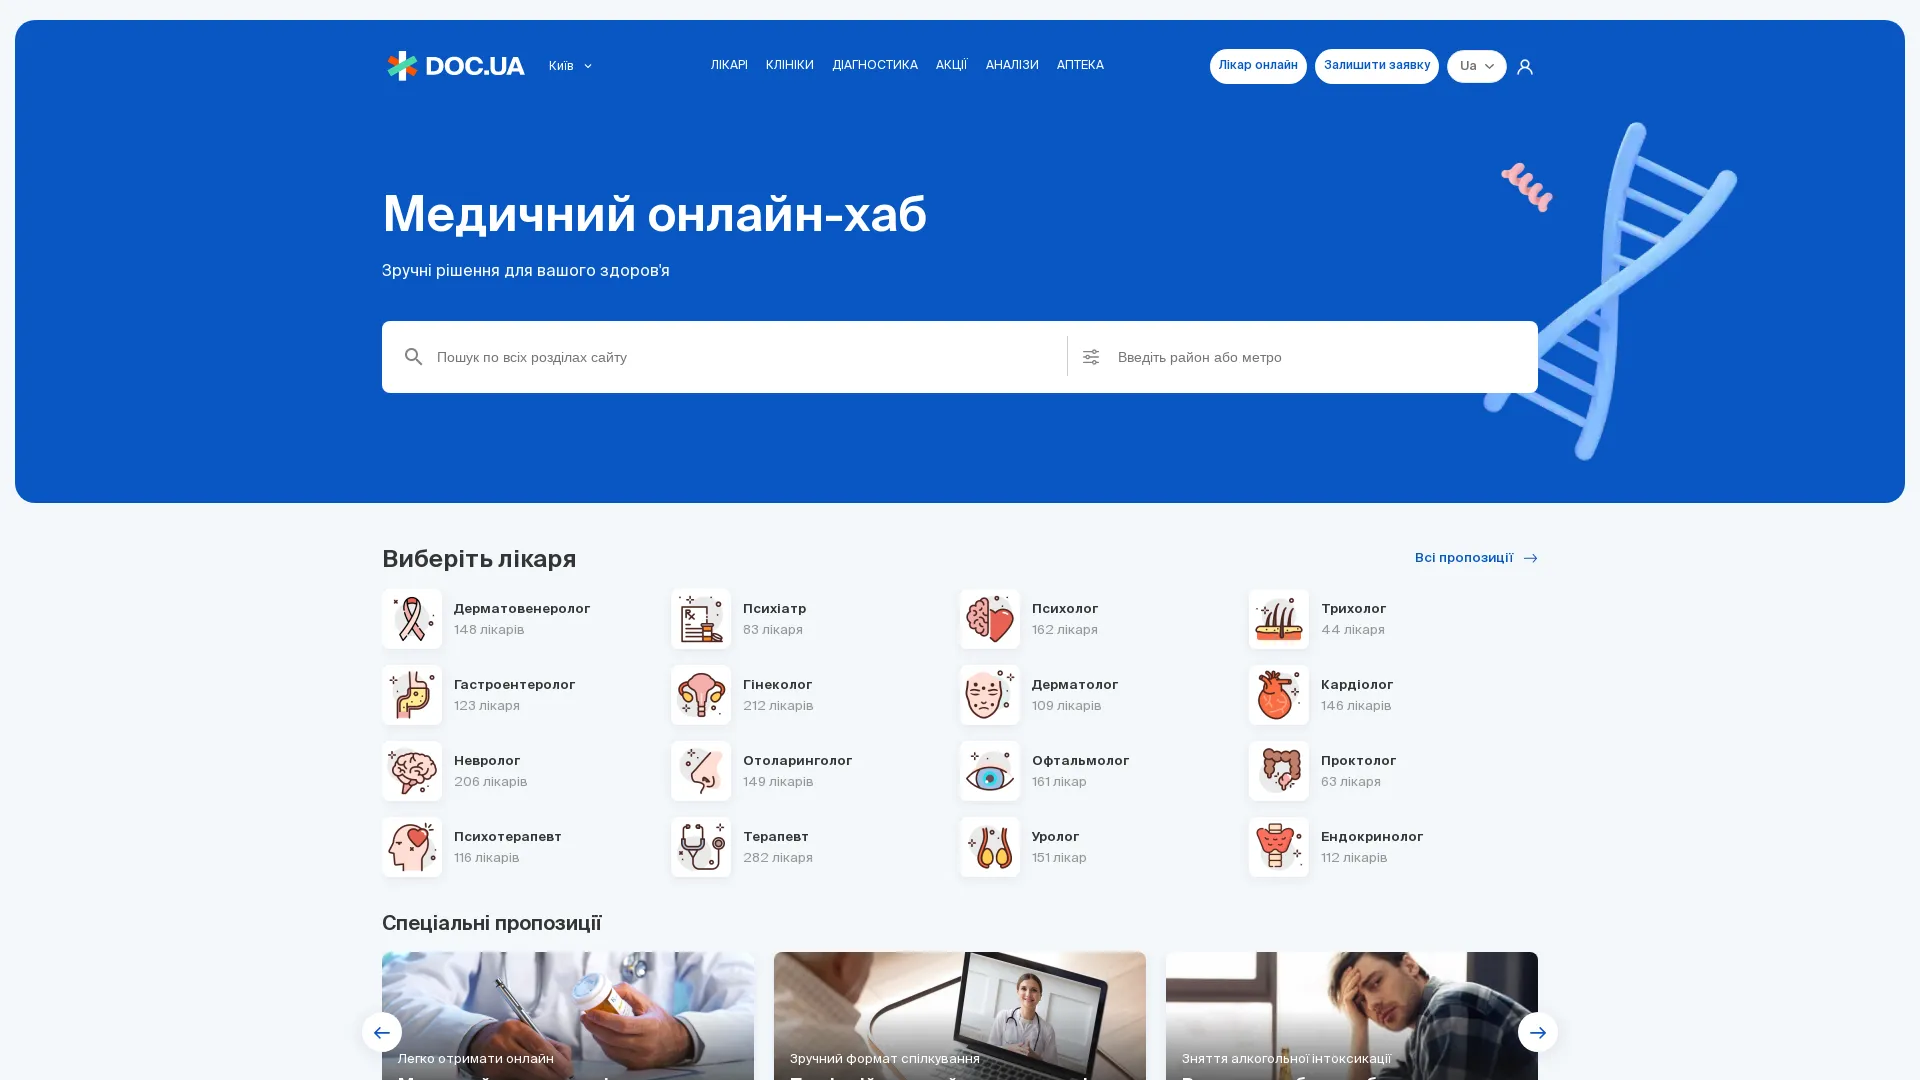 DOC.UA
Київ
ЛІКАРІ КЛІНІКИ ДІАГНОСТИКА АКЦІЇ АНАЛІЗИ АПТЕКА
Лікар онлайн
Залишити заявку
Ua
Медичний онлайн-хаб
Зручні рішення для вашого здоров'я
Пошук по всіх розділах сайту
Введіть район або метро
Виберіть лікаря
Всі пропозиції
Дерматовенеролог
148 лікарів
Психіатр
83 лікаря
Психолог
162 лікаря
Трихолог
44 лікаря
Гастроентеролог
123 лікаря
Гінеколог
212 лікарів
Дерматолог
109 лікарів
Кардіолог
146 лікарів
Невролог
206 лікарів
Отоларинголог
149 лікарів
Офтальмолог
161 лікар
Проктолог
63 лікаря
Психотерапевт
116 лікарів
Терапевт
282 лікаря
Уролог
151 лікар
Ендокринолог
112 лікарів
Спеціальні пропозиції
Легко отримати онлайн
Зручний формат спілкування
Зняття алкогольної інтоксикації